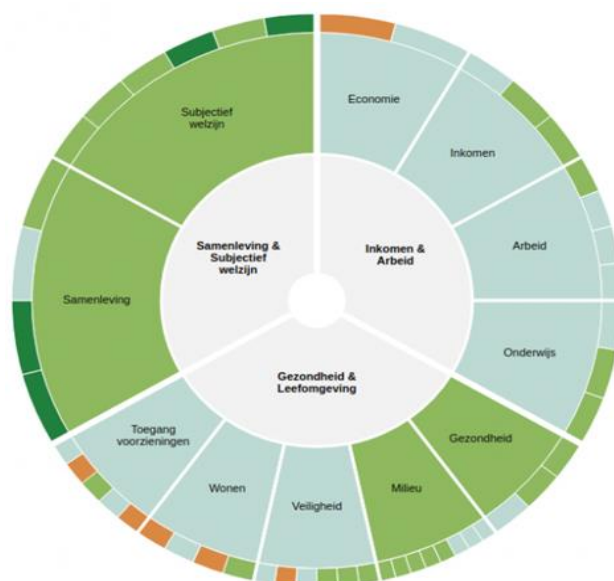 Subjectief
welzijn
Economie
Inkomen
Samenleving &
Subjectief
welzijn
Inkomen &
Arbeid
Arbeid
Samenleving
Onderwijs
Gezondheid &
Leefomgeving
Toegang
voorzieningen
Gezondheid
Wonen
Veiligheid
Milieu